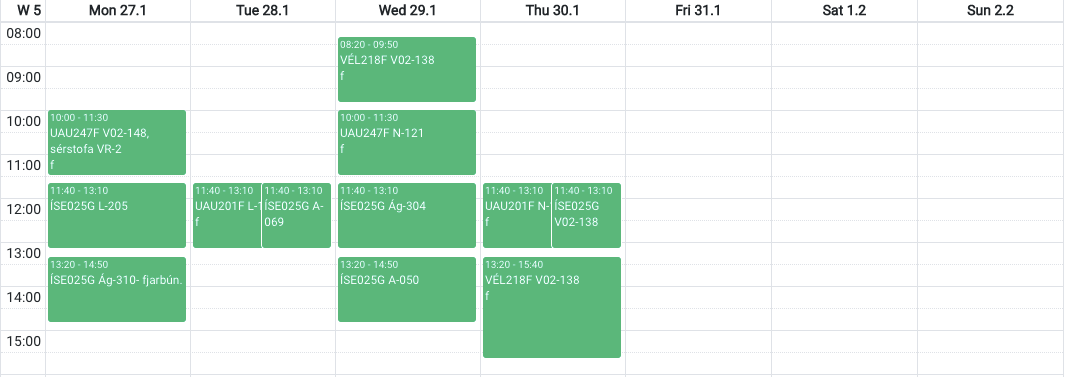 W 5
Mon 27.1
Tue 28.1
Wed 29.1
Thu 30.1
Fri 31.1
Sat 1.2
Sun 2.2
08:00
09:00
10:00
11:00
12:00
13:00
14:00
15:00
10:00 - 11:30
UAU247F V02-148,
sérstofa VR-2
f
11:40 - 13:10
ÍSE025G L-205
13:20 - 14:50
ÍSE025G Ág-310- fjarbún.
11:40 - 13:10
UAU201F L-1
f
11:40 - 13:10
ÍSE025G A-
069
08:20 - 09:50
VÉL218F V02-138
f
10:00 - 11:30
UAU247F N-121
f
11:40 - 13:10
ÍSE025G Ág-304
13:20 - 14:50
ÍSE025G A-050
11:40 - 13:10
UAU201F N-
f
11:40 - 13:10
ÍSE025G
V02-138
13:20 - 15:40
VÉL218F V02-138
f